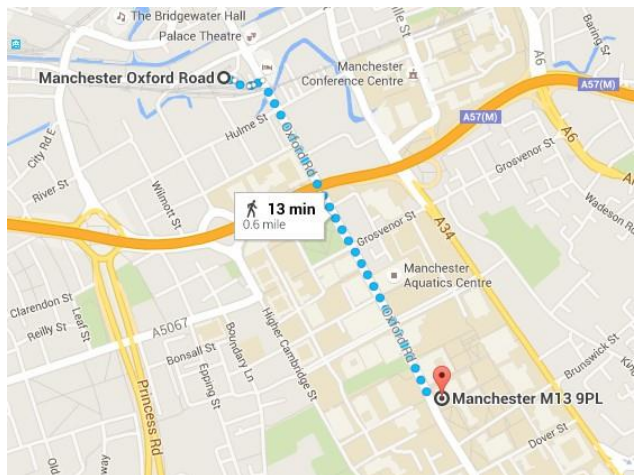 The Bridgewater Hall
Palace Theatre
Manchester Oxford Road
Manchester
Conference Centre
A6
Baring St
A57(M)
A57(M)
Hulme St
Oxford Rd
City Rd E
River St
Wilmott St
A6
Grosvenor St
Wadeson Rd
13 min
0.6 mile
Grosvenor St
A34
Manchester
Aquatics Centre
Clarendon St
Reilly St
Leaf St
A5067
Oxford Rd
Bonsall St
Boundary Ln
Epping St
Higher Cambridge St
Princess Rd
Brunswick St
Manchester M13 9PL
Dover St